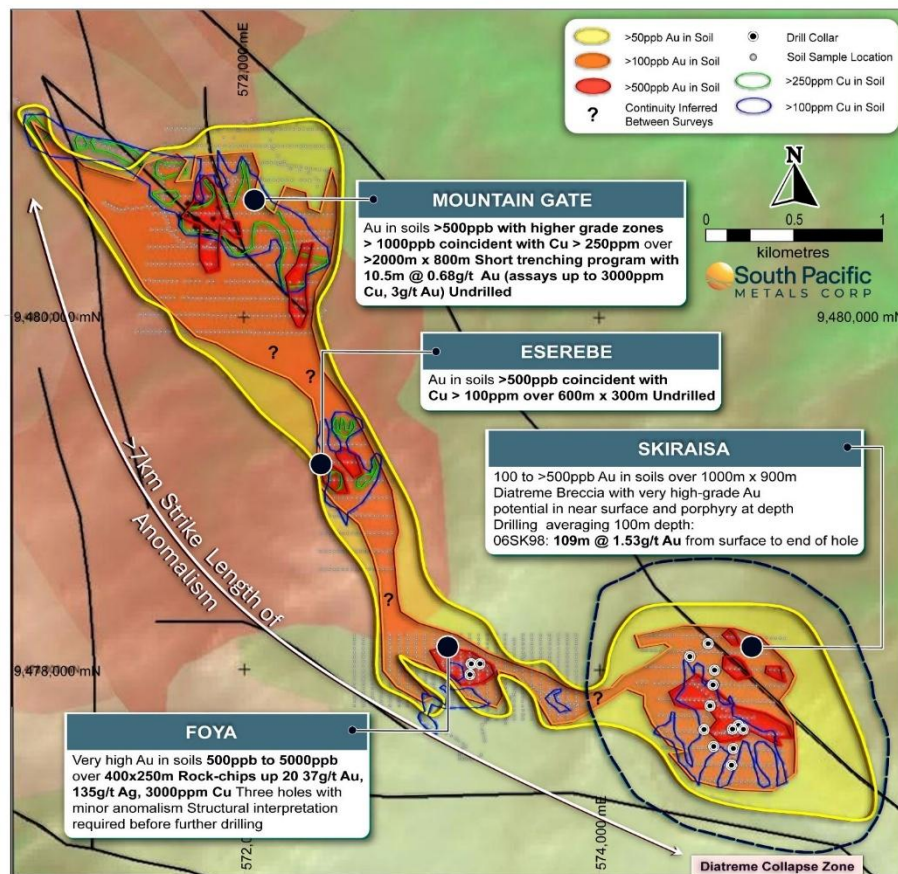 572,000 mE
>50ppb Au in Soil
>100ppb Au in Soil
>500ppb Au in Soil
? Continuity Inferred
Between Surveys
Drill Collar
Soil Sample Location
>250ppm Cu in Soil
>100ppm Cu in Soil
N
0 0.5 1
kilometres
South Pacific
METALS CORP
MOUNTAIN GATE
Au in soils >500ppb with higher grade zones
> 1000ppb coincident with Cu > 250ppm over
>2000m x 800m Short trenching program with
10.5m @ 0.68g/t Au (assays up to 3000ppm
Cu, 3g/t Au) Undrilled
9,480,000 mN
9,480,000 mN
?
?
ESEREBE
Au in soils >500ppb coincident with
Cu > 100ppm over 600m x 300m Undrilled
SKIRAISA
100 to >500ppb Au in soils over 1000m x 900m
Diatreme Breccia with very high-grade Au
potential in near surface and porphyry at depth
Drilling averaging 100m depth:
06SK98: 109m @ 1.53g/t Au from surface to end of hole
>7km Strike Length of
Anomalism
?
9,478,000 mN
?
FOYA
Very high Au in soils 500ppb to 5000ppb
over 400x250m Rock-chips up 20 37g/t Au,
135g/t Ag, 3000ppm Cu Three holes with
minor anomalism Structural interpretation
required before further drilling
574,000 mE
Diatreme Collapse Zone